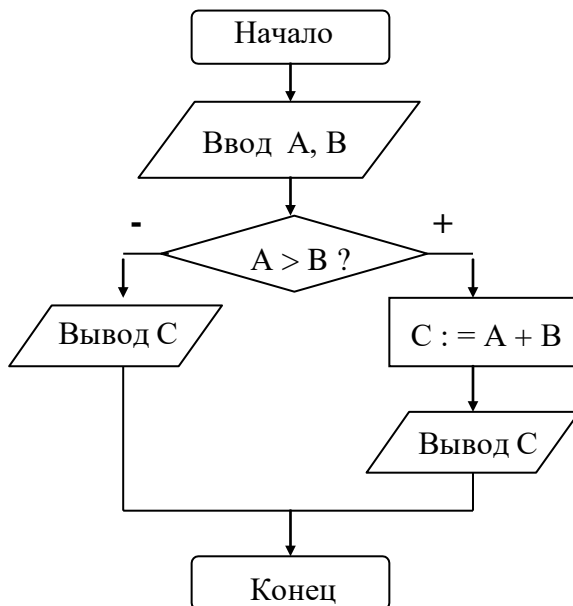 Начало
Ввод А, В
- +
А > В ?
Вывод С
С : = А + В
Вывод С
Конец